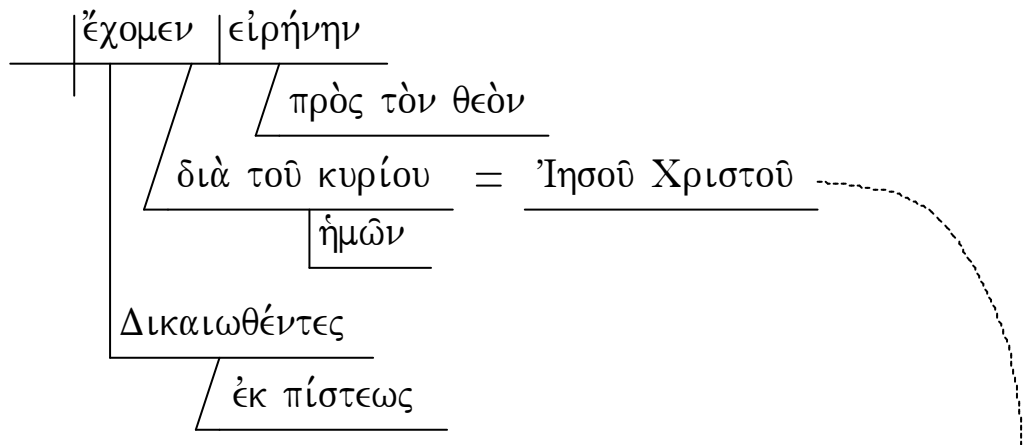 ἔχομεν εἰρήνην
πρὸς τὸν θεὸν
διὰ τοῦ κυρίου = Ἰησοῦ Χριστοῦ
ἡμῶν
Δικαιωθέντες
ἐκ πίστεως